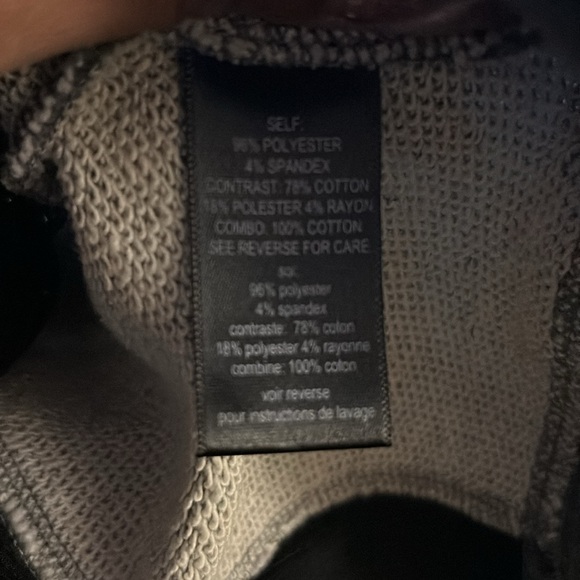 SELF:
96% POLYESTER
4% SPANDEX
CONTRAST: 78% COTTON
18% POLESTER 4% RAYON
COMBO: 100% COTTON
SEE REVERSE FOR CARE
soi:
96% polyester
4% spandex
contraste: 78% coton
18% polyester 4% rayonne
combine: 100% coton
voir reverse
pour instructions de lavage